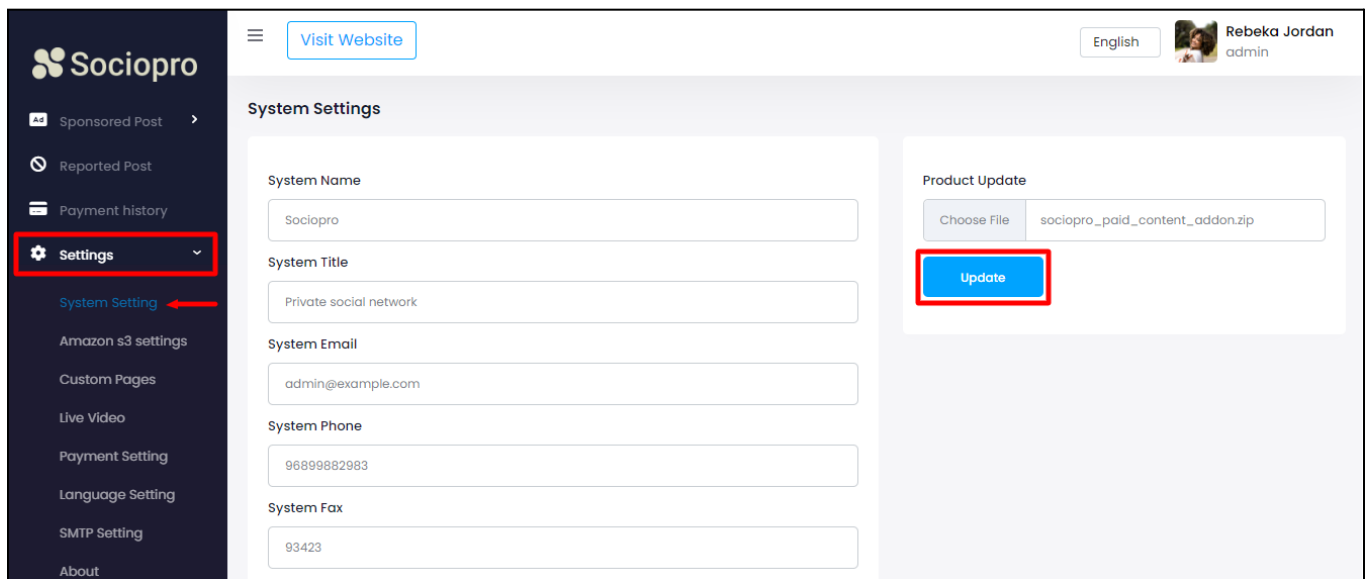 Sociopro
Ad Sponsored Post
Reported Post
Payment history
Settings
System Setting
Amazon s3 settings
Custom Pages
Live Video
Payment Setting
Language Setting
SMTP Setting
About
Visit Website
English
Rebeka Jordan
admin
System Settings
System Name
Sociopro
System Title
Private social network
System Email
admin@example.com
System Phone
96899882983
System Fax
93423
Product Update
Choose File sociopro_paid_content_addon.zip
Update